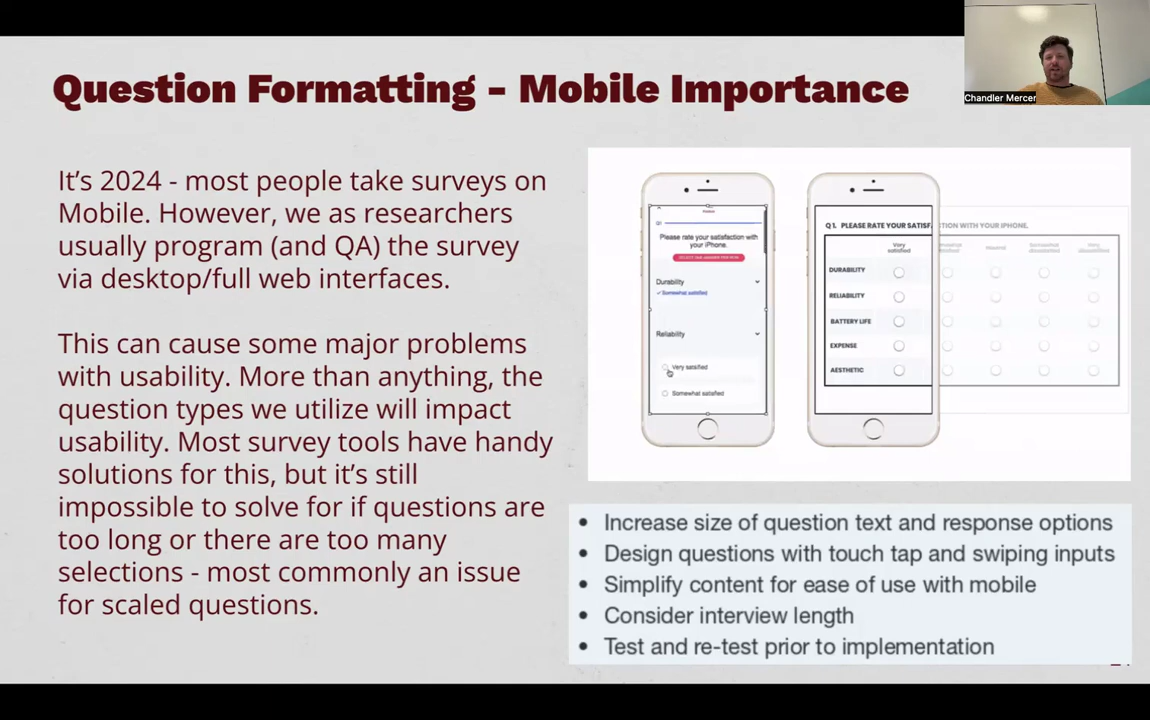 Question Formatting - Mobile Importance
Chandler Mercer
It's 2024 - most people take surveys on
Mobile. However, we as researchers
usually program (and QA) the survey
via desktop/full web interfaces.
This can cause some major problems
with usability. More than anything, the
question types we utilize will impact
usability. Most survey tools have handy
solutions for this, but it's still
impossible to solve for if questions are
too long or there are too many
selections - most commonly an issue
for scaled questions.
Please rate your satisfaction with
your iPhone.
Durability
Somewhat satisfied
Reliability
Very satisfied
Somewhat satisfied
Q1. PLEASE RATE YOUR SATISFACTION WITH YOUR IPHONE.
Very
satisfied
Neutral
DURABILITY
RELIABILITY
BATTERY LIFE
EXPENSE
AESTHETIC
• Increase size of question text and response options
• Design questions with touch tap and swiping inputs
• Simplify content for ease of use with mobile
• Consider interview length
• Test and re-test prior to implementation